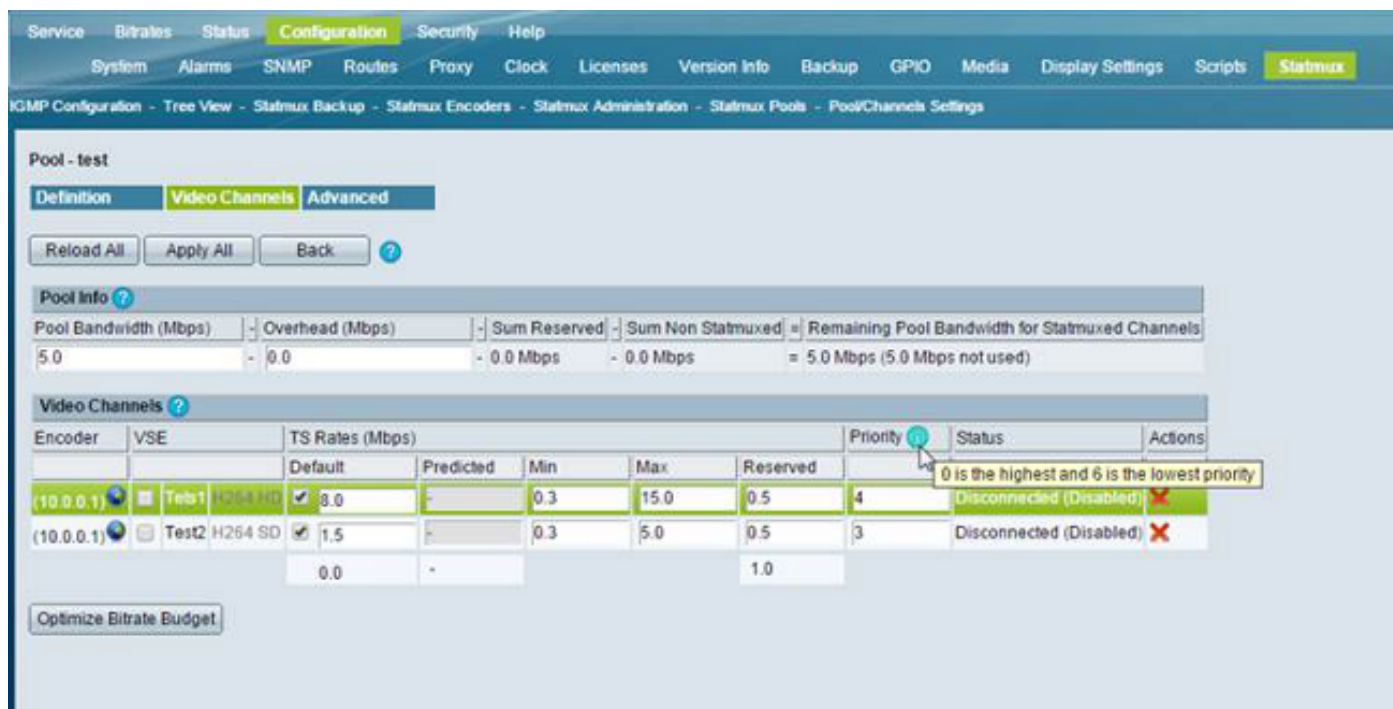 Service Bitrates Status Configuration Security Help
System Alarms SNMP Routes Proxy Clock Licenses Version Info Backup GPIO Media Display Settings Scripts Statmux
IGMP Configuration - Tree View - Statmux Backup - Statmux Encoders - Statmux Administration - Statmux Pools - Pool/Channels Settings
Pool - test
Definition Video Channels Advanced
Reload All Apply All Back ?
Pool Info ?
Pool Bandwidth (Mbps) - Overhead (Mbps) - Sum Reserved - Sum Non Statmuxed = Remaining Pool Bandwidth for Statmuxed Channels
5.0 - 0.0 - 0.0 Mbps - 0.0 Mbps = 5.0 Mbps (5.0 Mbps not used)
Video Channels ?
Encoder VSE TS Rates (Mbps) Priority Status Actions
Default Predicted Min Max Reserved
0 is the highest and 6 is the lowest priority
(10.0.0.1) Tels1 H264 HD 8.0 - 0.3 15.0 0.5 4 Disconnected (Disabled)
(10.0.0.1) Test2 H264 SD 1.5 - 0.3 5.0 0.5 3 Disconnected (Disabled)
0.0 - 1.0
Optimize Bitrate Budget